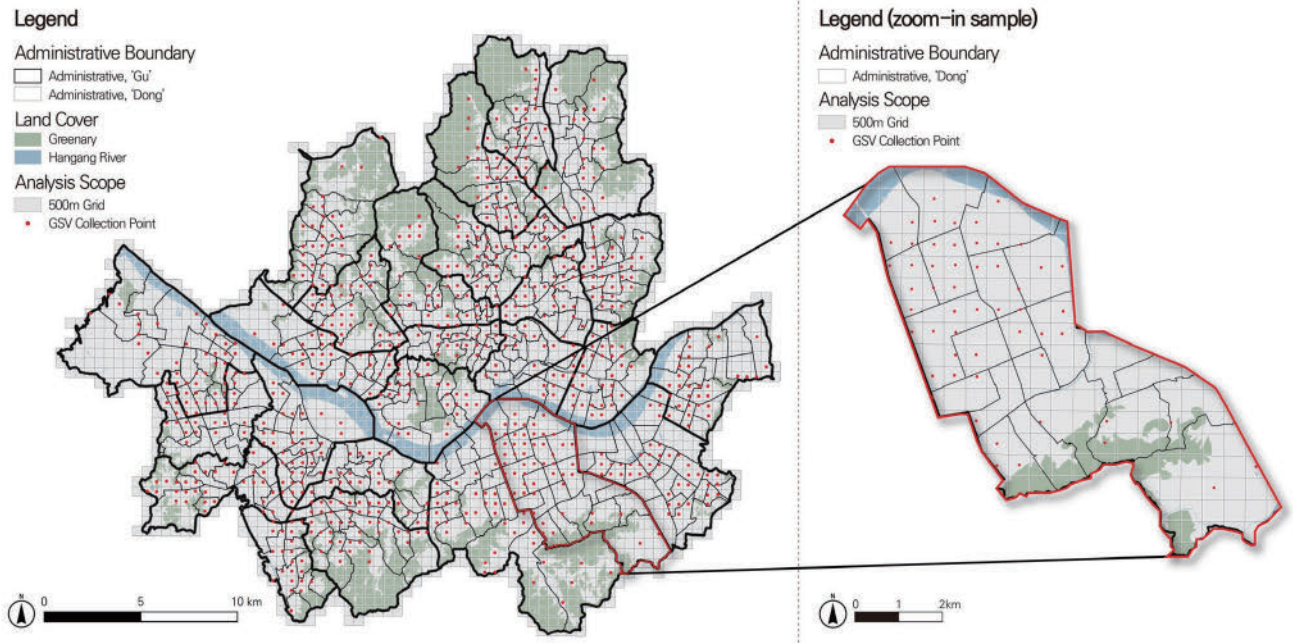 Legend
Administrative Boundary
Administrative, 'Gu'
Administrative, 'Dong'
Land Cover
Greenary
Hangang River
Analysis Scope
500m Grid
GSV Collection Point
N
0 5 10 km
Legend (zoom-in sample)
Administrative Boundary
Administrative, 'Dong'
Analysis Scope
500m Grid
GSV Collection Point
N
0 1 2km